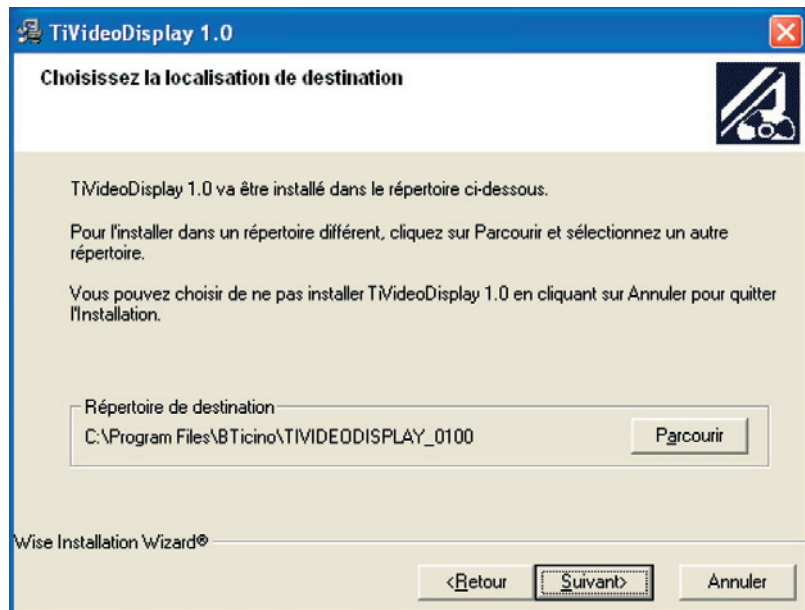 TiVideoDisplay 1.0
Choisissez la localisation de destination
TiVideoDisplay 1.0 va être installé dans le répertoire ci-dessous.
Pour l'installer dans un répertoire différent, cliquez sur Parcourir et sélectionnez un autre
répertoire.
Vous pouvez choisir de ne pas installer TiVideoDisplay 1.0 en cliquant sur Annuler pour quitter
l'Installation.
Répertoire de destination
C:\Program Files\BTicino\TIVIDEODISPLAY_0100
Parcourir
Wise Installation Wizard®
<Retour
Suivant>
Annuler